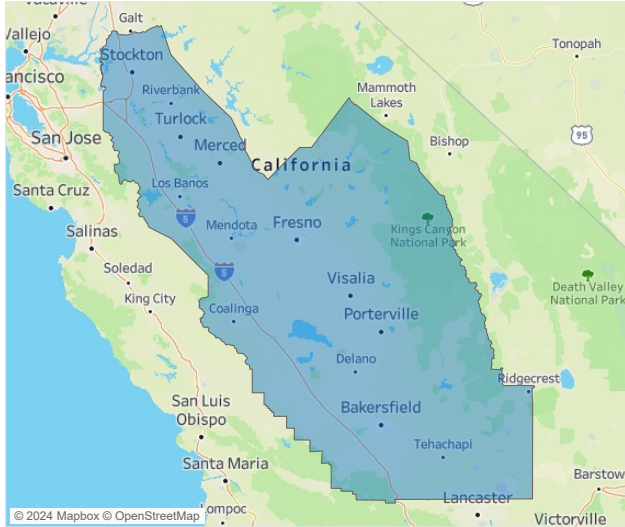 Vacaville
Galt
Vallejo
Stockton
Tonopah
ancisco
Riverbank
Mammoth
Lakes
Turlock
95
San Jose
Merced
Bishop
California
Los Banos
Santa Cruz
5
Mendota
Fresno
Kings Canyon
National Park
Salinas
Soledad
5
Visalia
Death Valley
National Park
King City
Coalinga
Porterville
Delano
Ridgecrest
San Luis
Obispo
Bakersfield
Tehachapi
Santa Maria
Barstow
Lancaster
Lompoc
© 2024 Mapbox © OpenStreetMap
Victorville